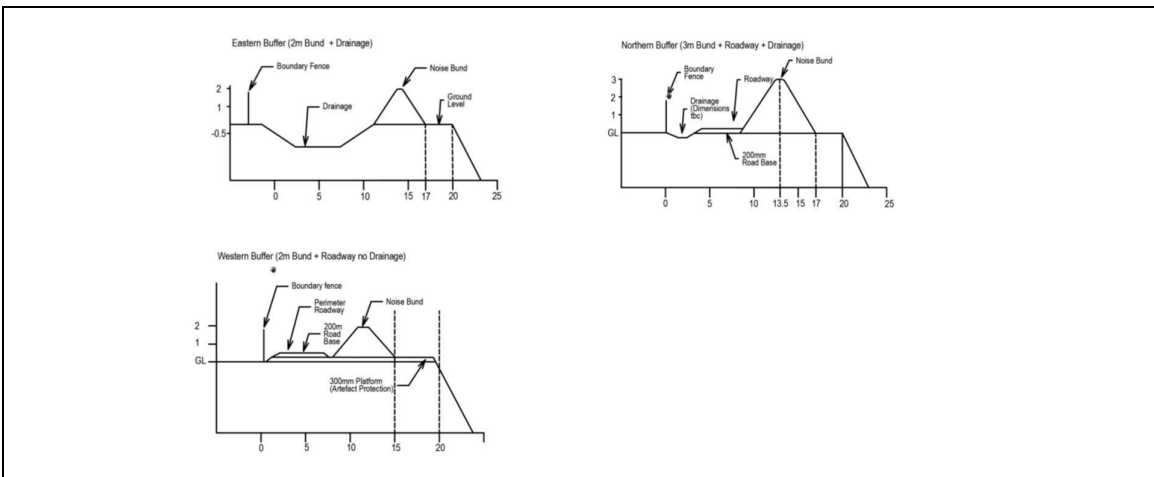 Eastern Buffer (2m Bund + Drainage)
Boundary Fence
Noise Bund
Ground
Level
Drainage
2
1
-0.5
0
5
10
15
17
20
25
Northern Buffer (3m Bund + Roadway + Drainage)
Noise Bund
Boundary
Fence
Roadway
Drainage
(Dimensions
tbc)
3
2
1
GL
200mm
Road Base
0
5
10
13.5
15
17
20
25
Western Buffer (2m Bund + Roadway no Drainage)
Boundary fence
Perimeter
Roadway
Noise Bund
200m
Road
Base
2
1
GL
300mm Platform
(Artefact Protection)
0
5
10
15
20